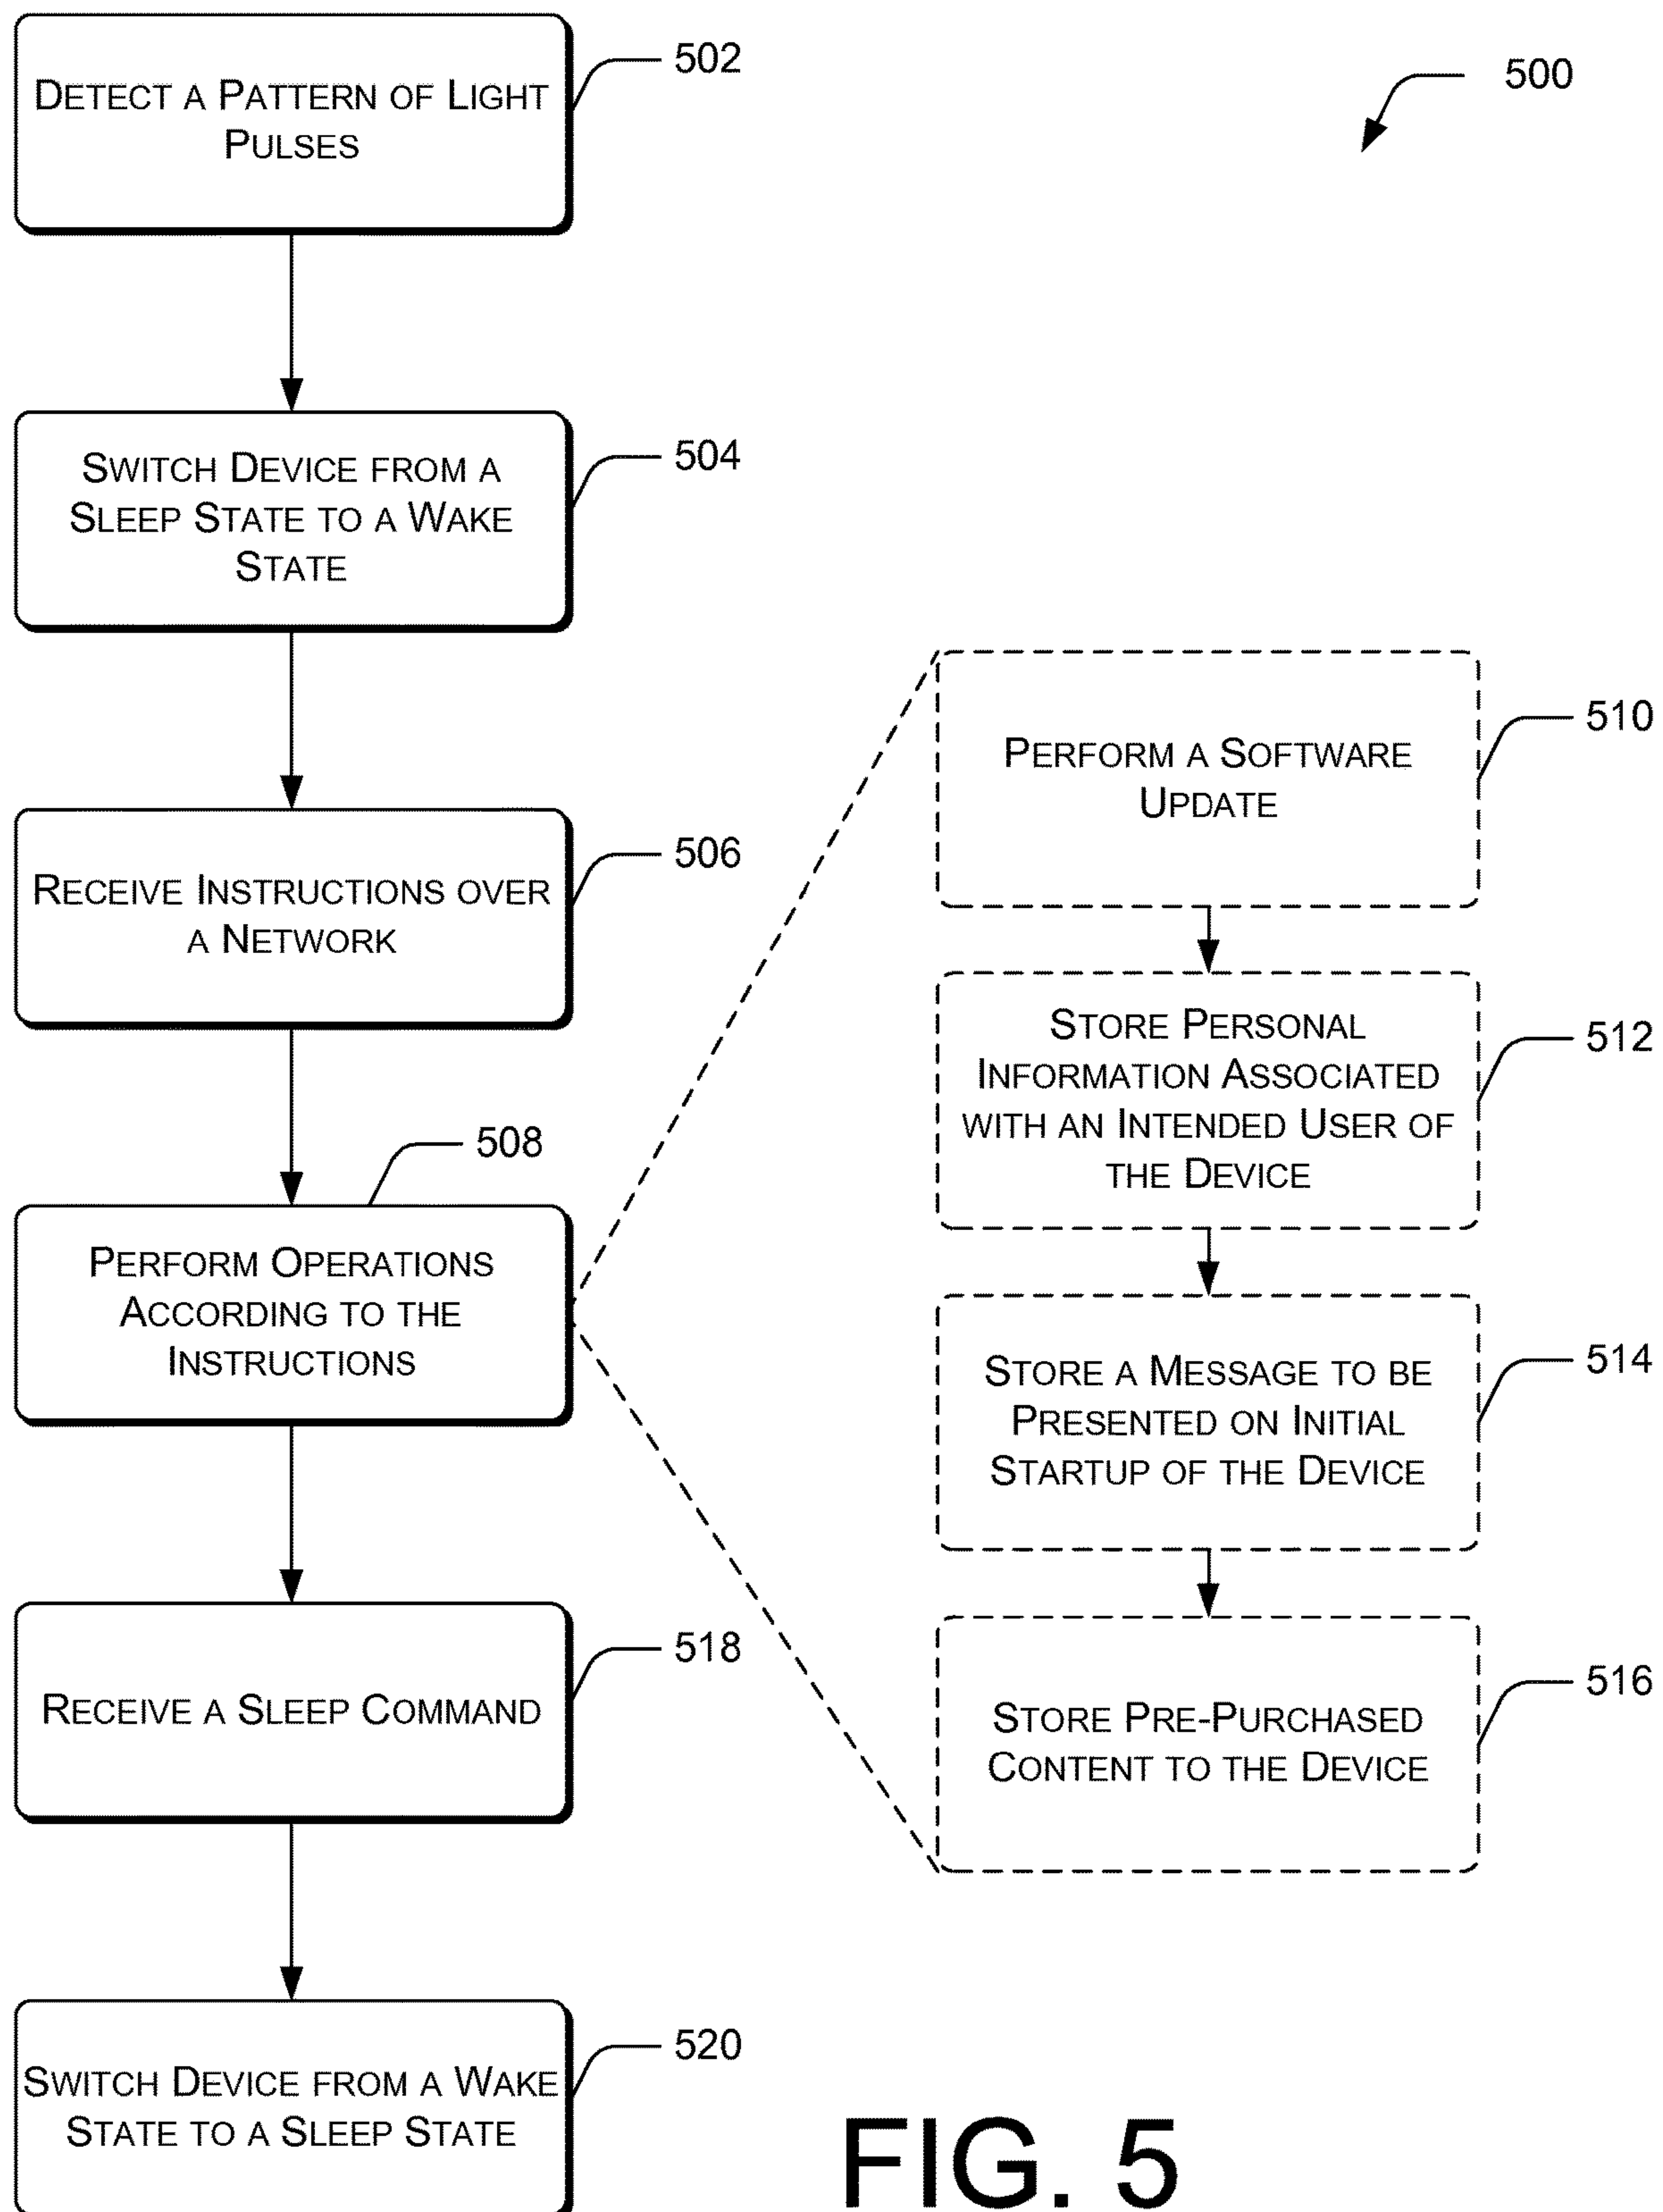 502
DETECT A PATTERN OF LIGHT
PULSES
500
504
SWITCH DEVICE FROM A
SLEEP STATE TO A WAKE
STATE
506
RECEIVE INSTRUCTIONS OVER
A NETWORK
508
PERFORM OPERATIONS
ACCORDING TO THE
INSTRUCTIONS
510
PERFORM A SOFTWARE
UPDATE
512
STORE PERSONAL
INFORMATION ASSOCIATED
WITH AN INTENDED USER OF
THE DEVICE
514
STORE A MESSAGE TO BE
PRESENTED ON INITIAL
STARTUP OF THE DEVICE
516
STORE PRE-PURCHASED
CONTENT TO THE DEVICE
518
RECEIVE A SLEEP COMMAND
520
SWITCH DEVICE FROM A WAKE
STATE TO A SLEEP STATE
FIG. 5